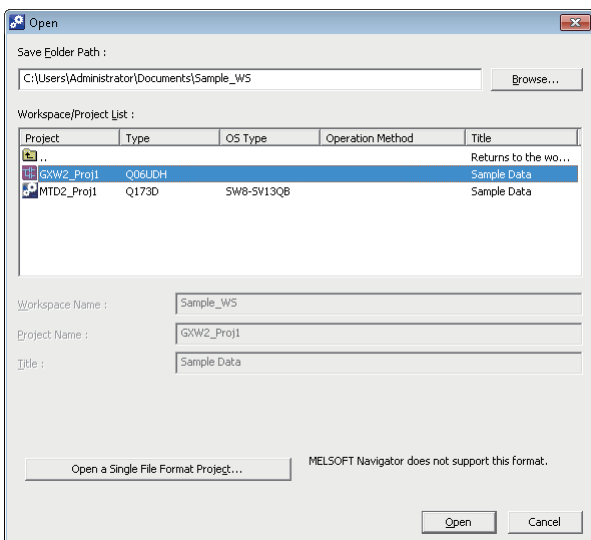 Open
Save Folder Path :
C:\Users\Administrator\Documents\Sample_WS
Browse...
Workspace/Project List :
Project Type OS Type Operation Method Title
.. Returns to the wo...
GXW2_Proj1 Q06UDH Sample Data
MTD2_Proj1 Q173D SW8-SV13QB Sample Data
Workspace Name : Sample_WS
Project Name : GXW2_Proj1
Title : Sample Data
Open a Single File Format Project... MELSOFT Navigator does not support this format.
Open Cancel